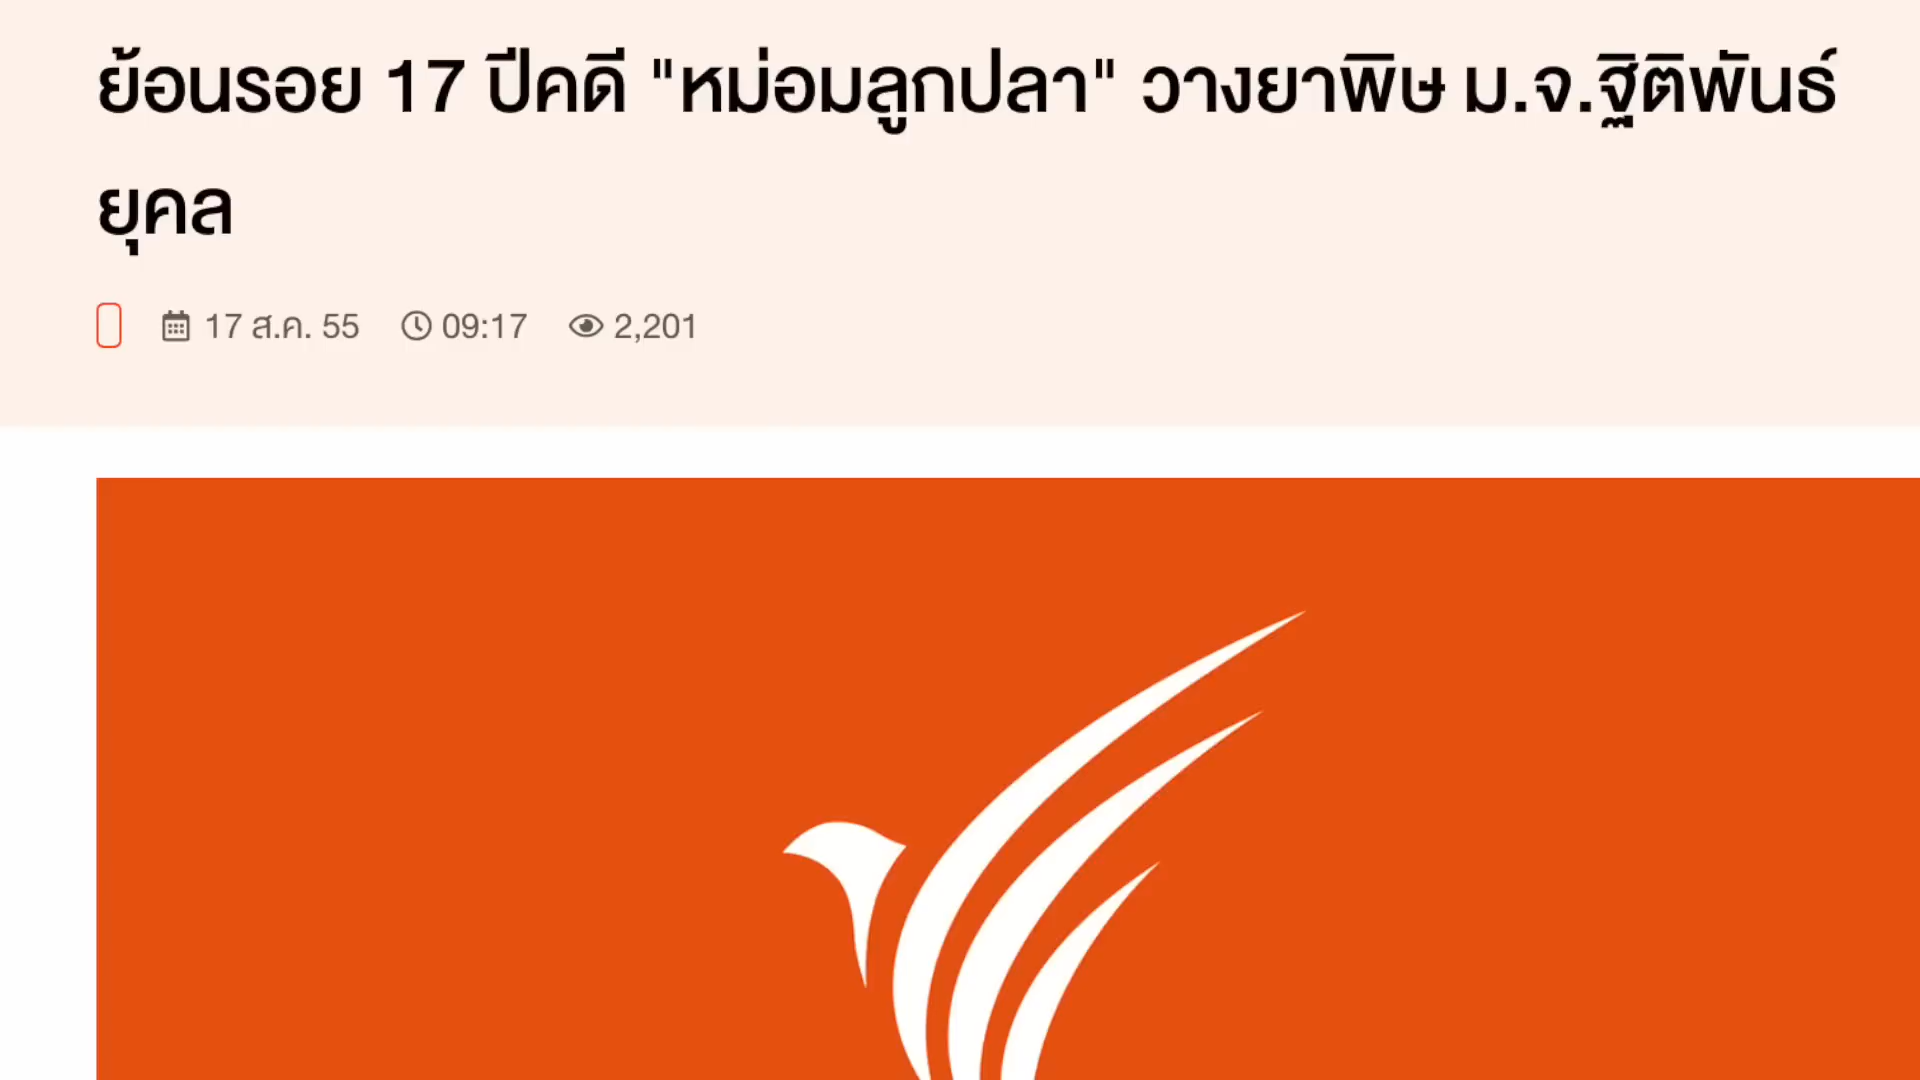 ย้อนรอย 17 ปีคดี "หม่อมลูกปลา" วางยาพิษ ม.จ.ฐิติพันธ์
ยุคล
17 ส.ค. 55 09:17 2,201